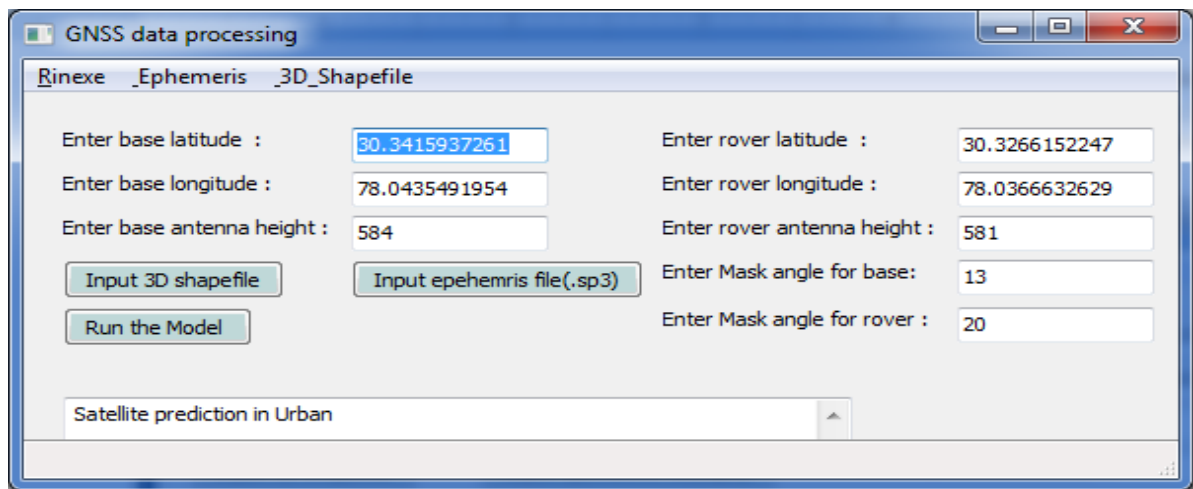 GNSS data processing
Rinexe _Ephemeris _3D_Shapefile
Enter base latitude : 30.3415937261 Enter rover latitude : 30.3266152247
Enter base longitude : 78.0435491954 Enter rover longitude : 78.0366632629
Enter base antenna height : 584 Enter rover antenna height : 581
Input 3D shapefile Input epehemris file(.sp3) Enter Mask angle for base: 13
Run the Model Enter Mask angle for rover : 20
Satellite prediction in Urban